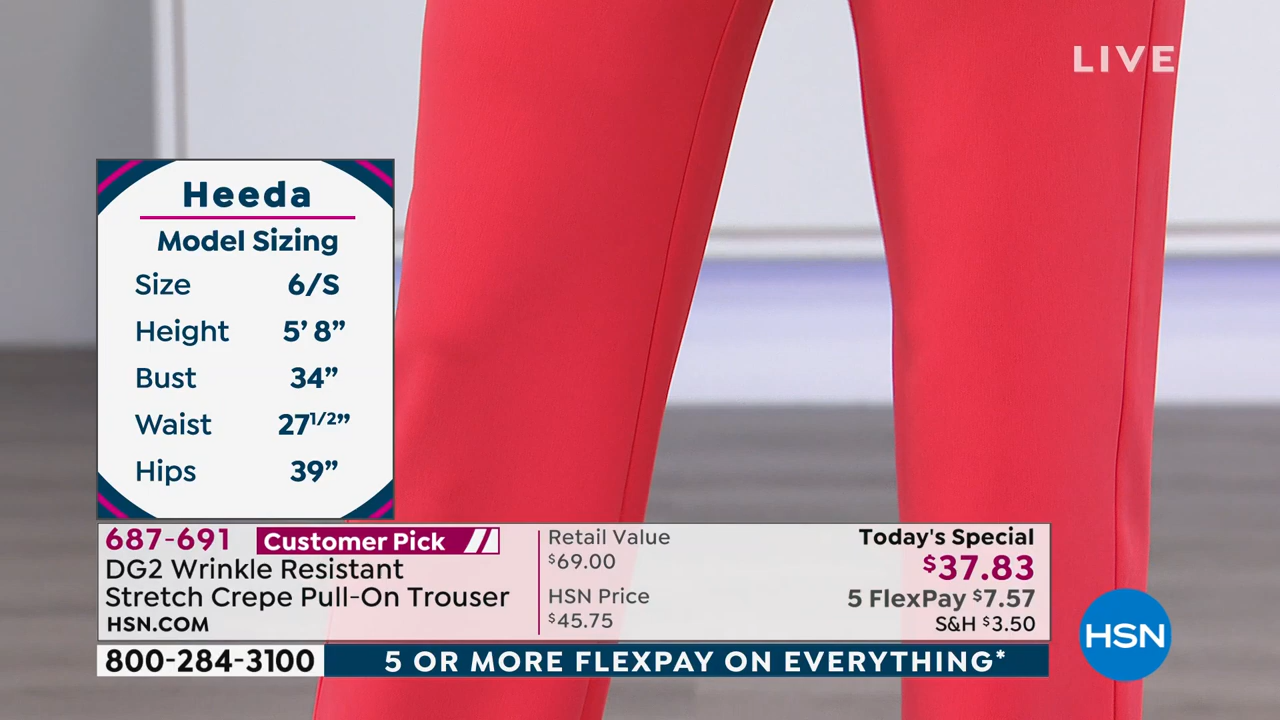 LIVE
Heeda
Model Sizing
Size 6/S
Height 5’ 8”
Bust 34”
Waist 27 1/2”
Hips 39”
687-691 Customer Pick
DG2 Wrinkle Resistant
Stretch Crepe Pull-On Trouser
HSN.COM
Retail Value
$69.00
HSN Price
$45.75
Today's Special
$37.83
5 FlexPay $7.57
S&H $3.50
HSN
800-284-3100 5 OR MORE FLEXPAY ON EVERYTHING*